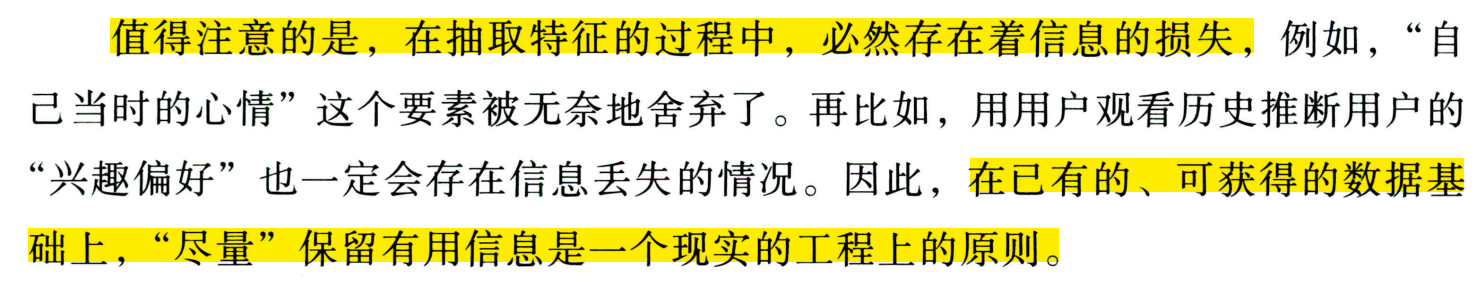 值得注意的是，在抽取特征的过程中，必然存在着信息的损失，例如，“自
己当时的心情”这个要素被无奈地舍弃了。再比如，用用户观看历史推断用户的
“兴趣偏好”也一定会存在信息丢失的情况。因此，在已有的、可获得的数据基
础上，“尽量”保留有用信息是一个现实的工程上的原则。